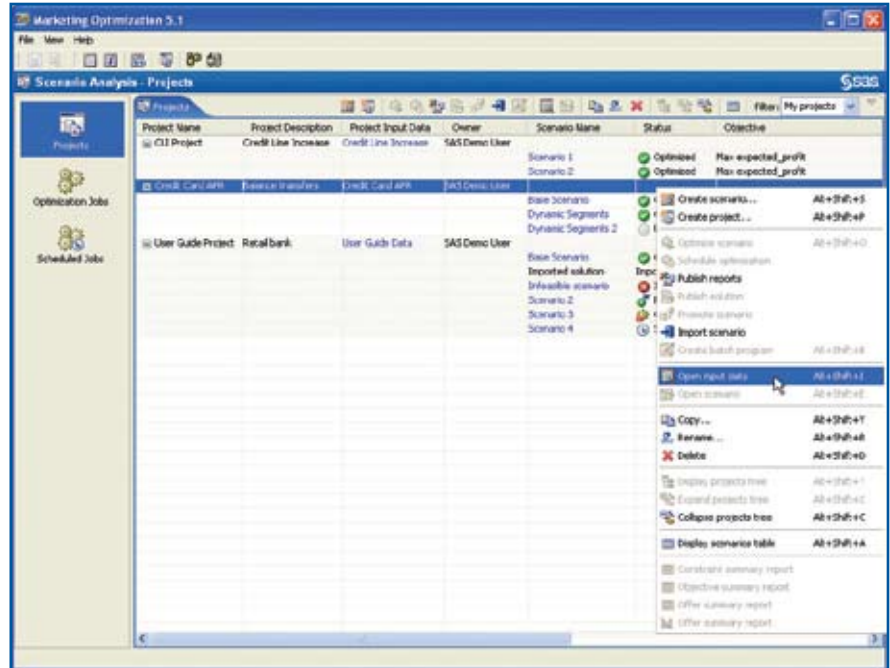 Marketing Optimization 5.1
File View Help
Scenario Analysis - Projects
sas
Projects
Filter: My projects
Project Name Project Description Project Input Data Owner Scenario Name Status Objective
Projects
Optimization Jobs
Scheduled Jobs
CLI Project Credit Line Increase Credit Line Increase SAS Demo User
Scenario 1 Optimized Max expected_profit
Scenario 2 Optimized Max expected_profit
Credit Card APR Balance transfers Credit Card APR SAS Demo User
Base Scenario
Dynamic Segments
Dynamic Segments 2
User Guide Project Retail bank User Guide Data SAS Demo User
Base Scenario
Imported solution Impo
Infeasible scenario
Scenario 2
Scenario 3
Scenario 4
Create scenario... Alt+Shift+S
Create project... Alt+Shift+P
Optimize scenario Alt+Shift+O
Schedule optimization
Publish reports
Publish solution
Promote scenario
Import scenario
Create batch program Alt+Shift+B
Open input data Alt+Shift+I
Open scenario Alt+Shift+E
Copy... Alt+Shift+Y
Rename... Alt+Shift+R
Delete Alt+Shift+D
Display projects tree
Expand projects tree
Collapse projects tree Alt+Shift+C
Display scenarios table Alt+Shift+A
Constraint summary report
Objective summary report
Offer summary report
Offer summary report